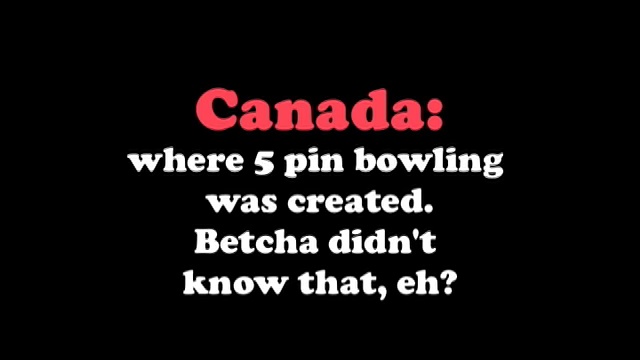 Canada:
where 5 pin bowling
was created.
Betcha didn't
know that, eh?